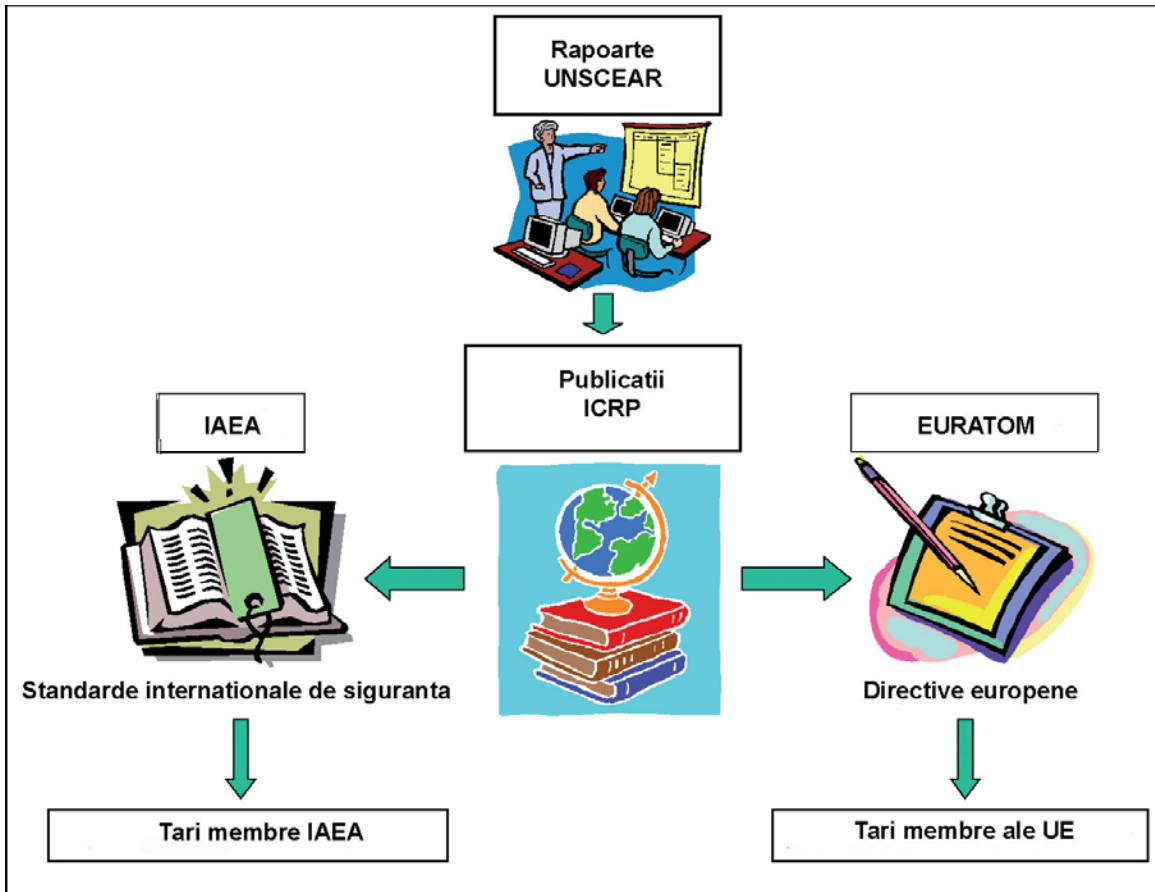 Rapoarte
UNSCEAR
Publicatii
ICRP
IAEA
EURATOM
Standarde internationale de siguranta
Directive europene
Tari membre IAEA
Tari membre ale UE